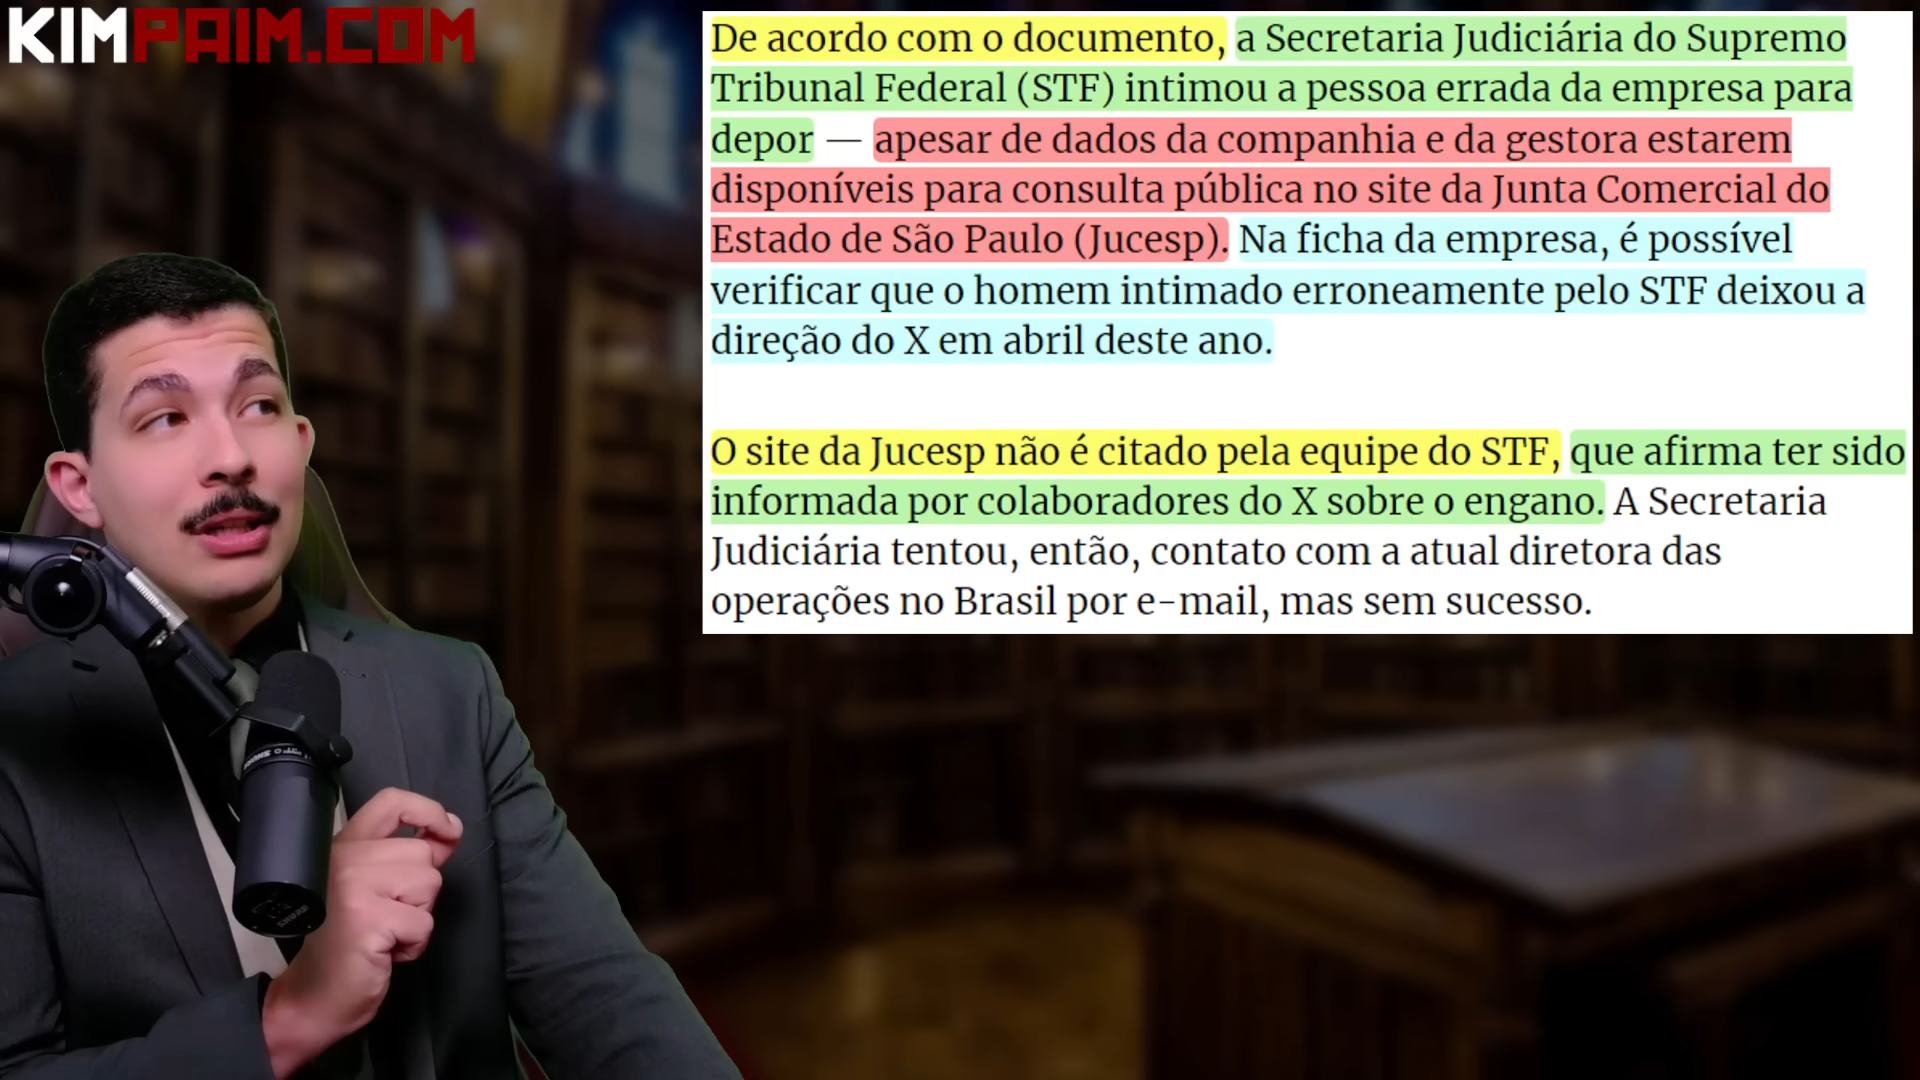 KIMPAIM.COM
De acordo com o documento, a Secretaria Judiciária do Supremo
Tribunal Federal (STF) intimou a pessoa errada da empresa para
depor — apesar de dados da companhia e da gestora estarem
disponíveis para consulta pública no site da Junta Comercial do
Estado de São Paulo (Jucesp). Na ficha da empresa, é possível
verificar que o homem intimado erroneamente pelo STF deixou a
direção do X em abril deste ano.
O site da Jucesp não é citado pela equipe do STF, que afirma ter sido
informada por colaboradores do X sobre o engano. A Secretaria
Judiciária tentou, então, contato com a atual diretora das
operações no Brasil por e-mail, mas sem sucesso.